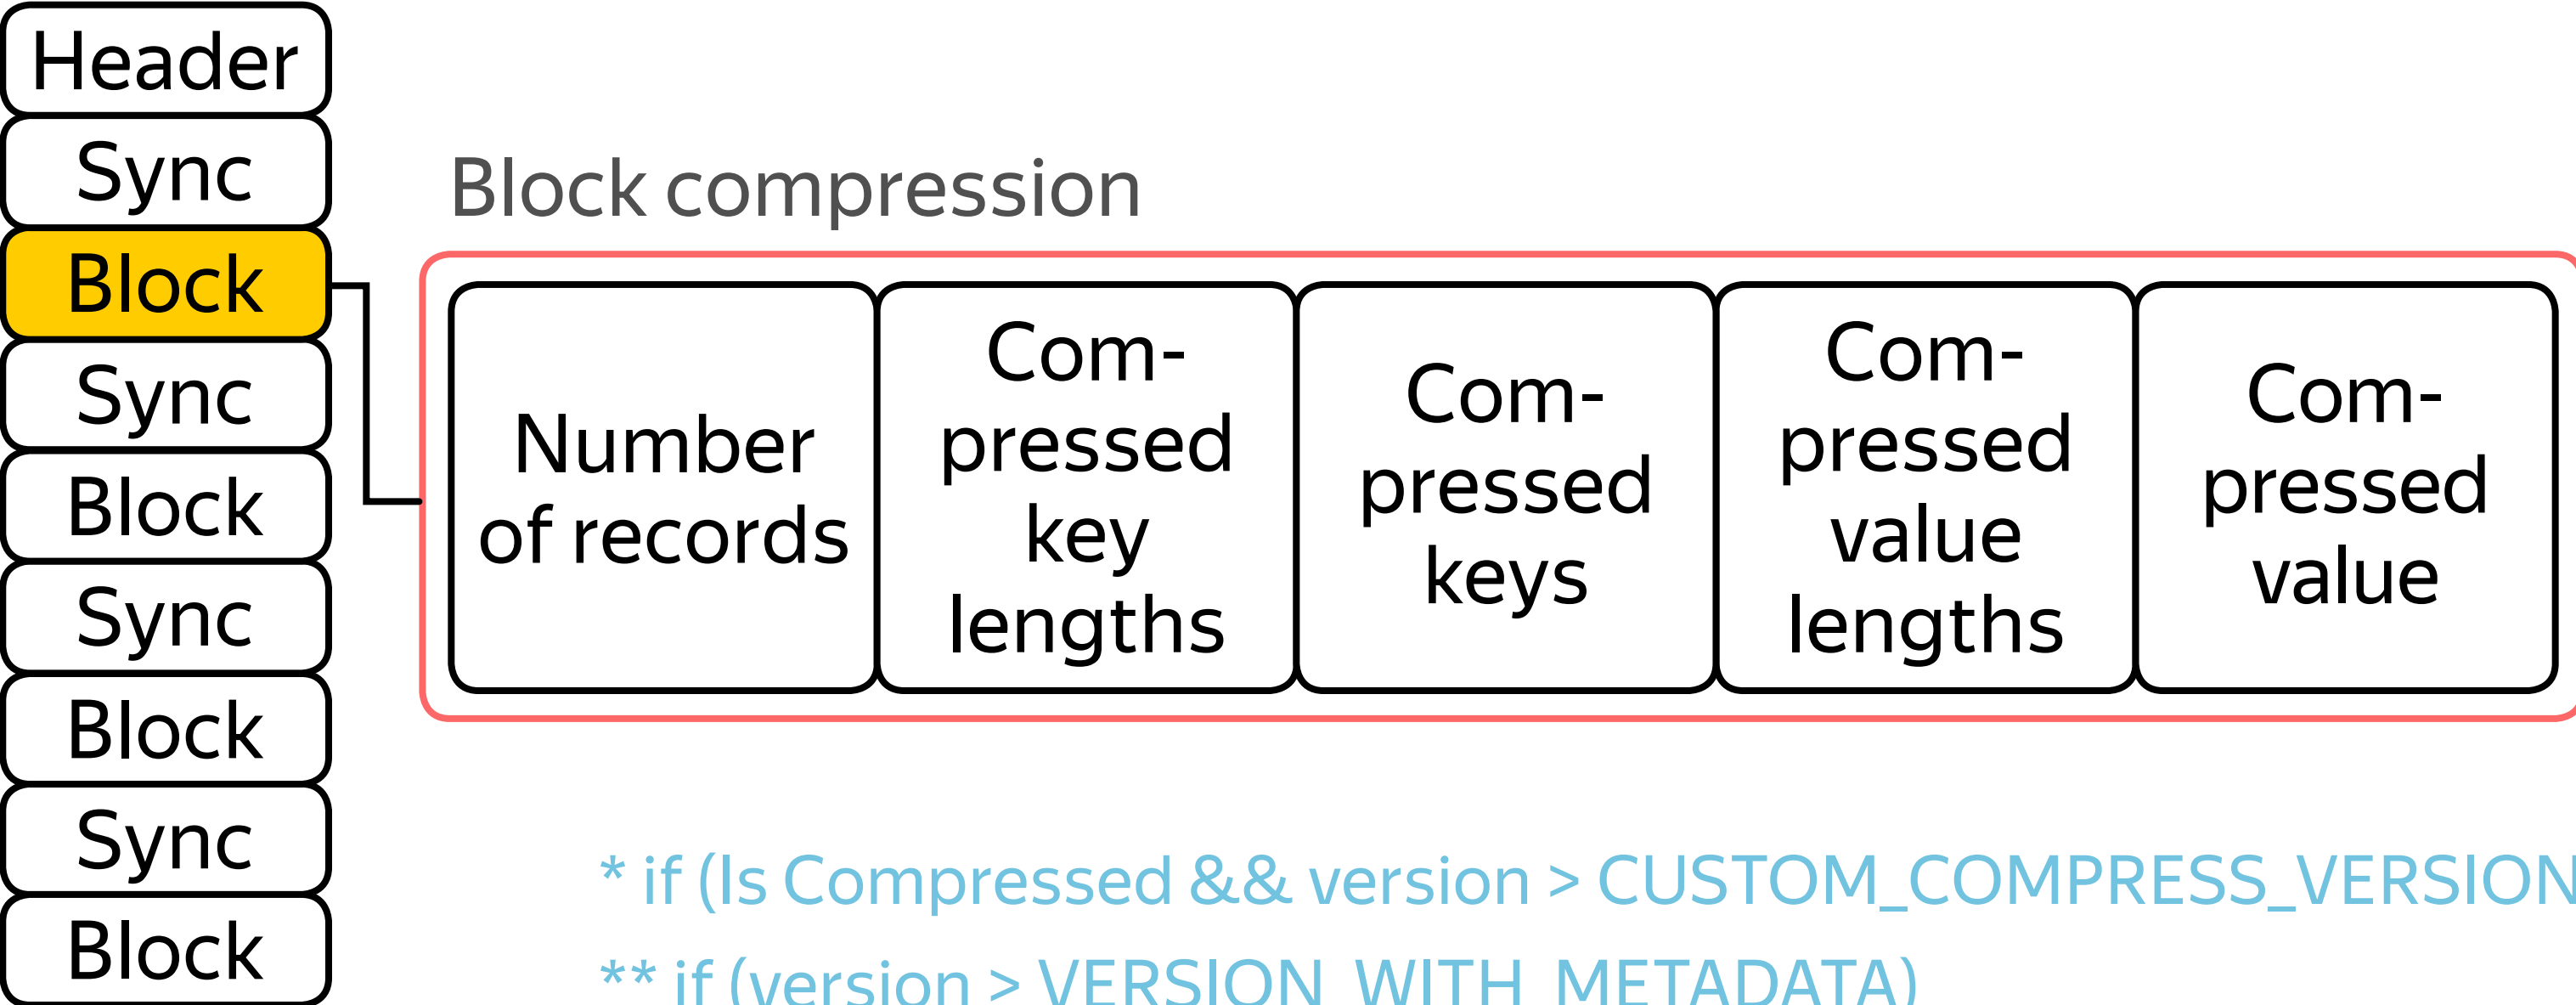 Header
Sync
Block
Sync
Block
Sync
Block
Sync
Block
Block compression
Number
of records
Com-
pressed
key
lengths
Com-
pressed
keys
Com-
pressed
value
lengths
Com-
pressed
value
* if (Is Compressed && version > CUSTOM_COMPRESS_VERSION
** if (version > VERSION_WITH_METADATA)